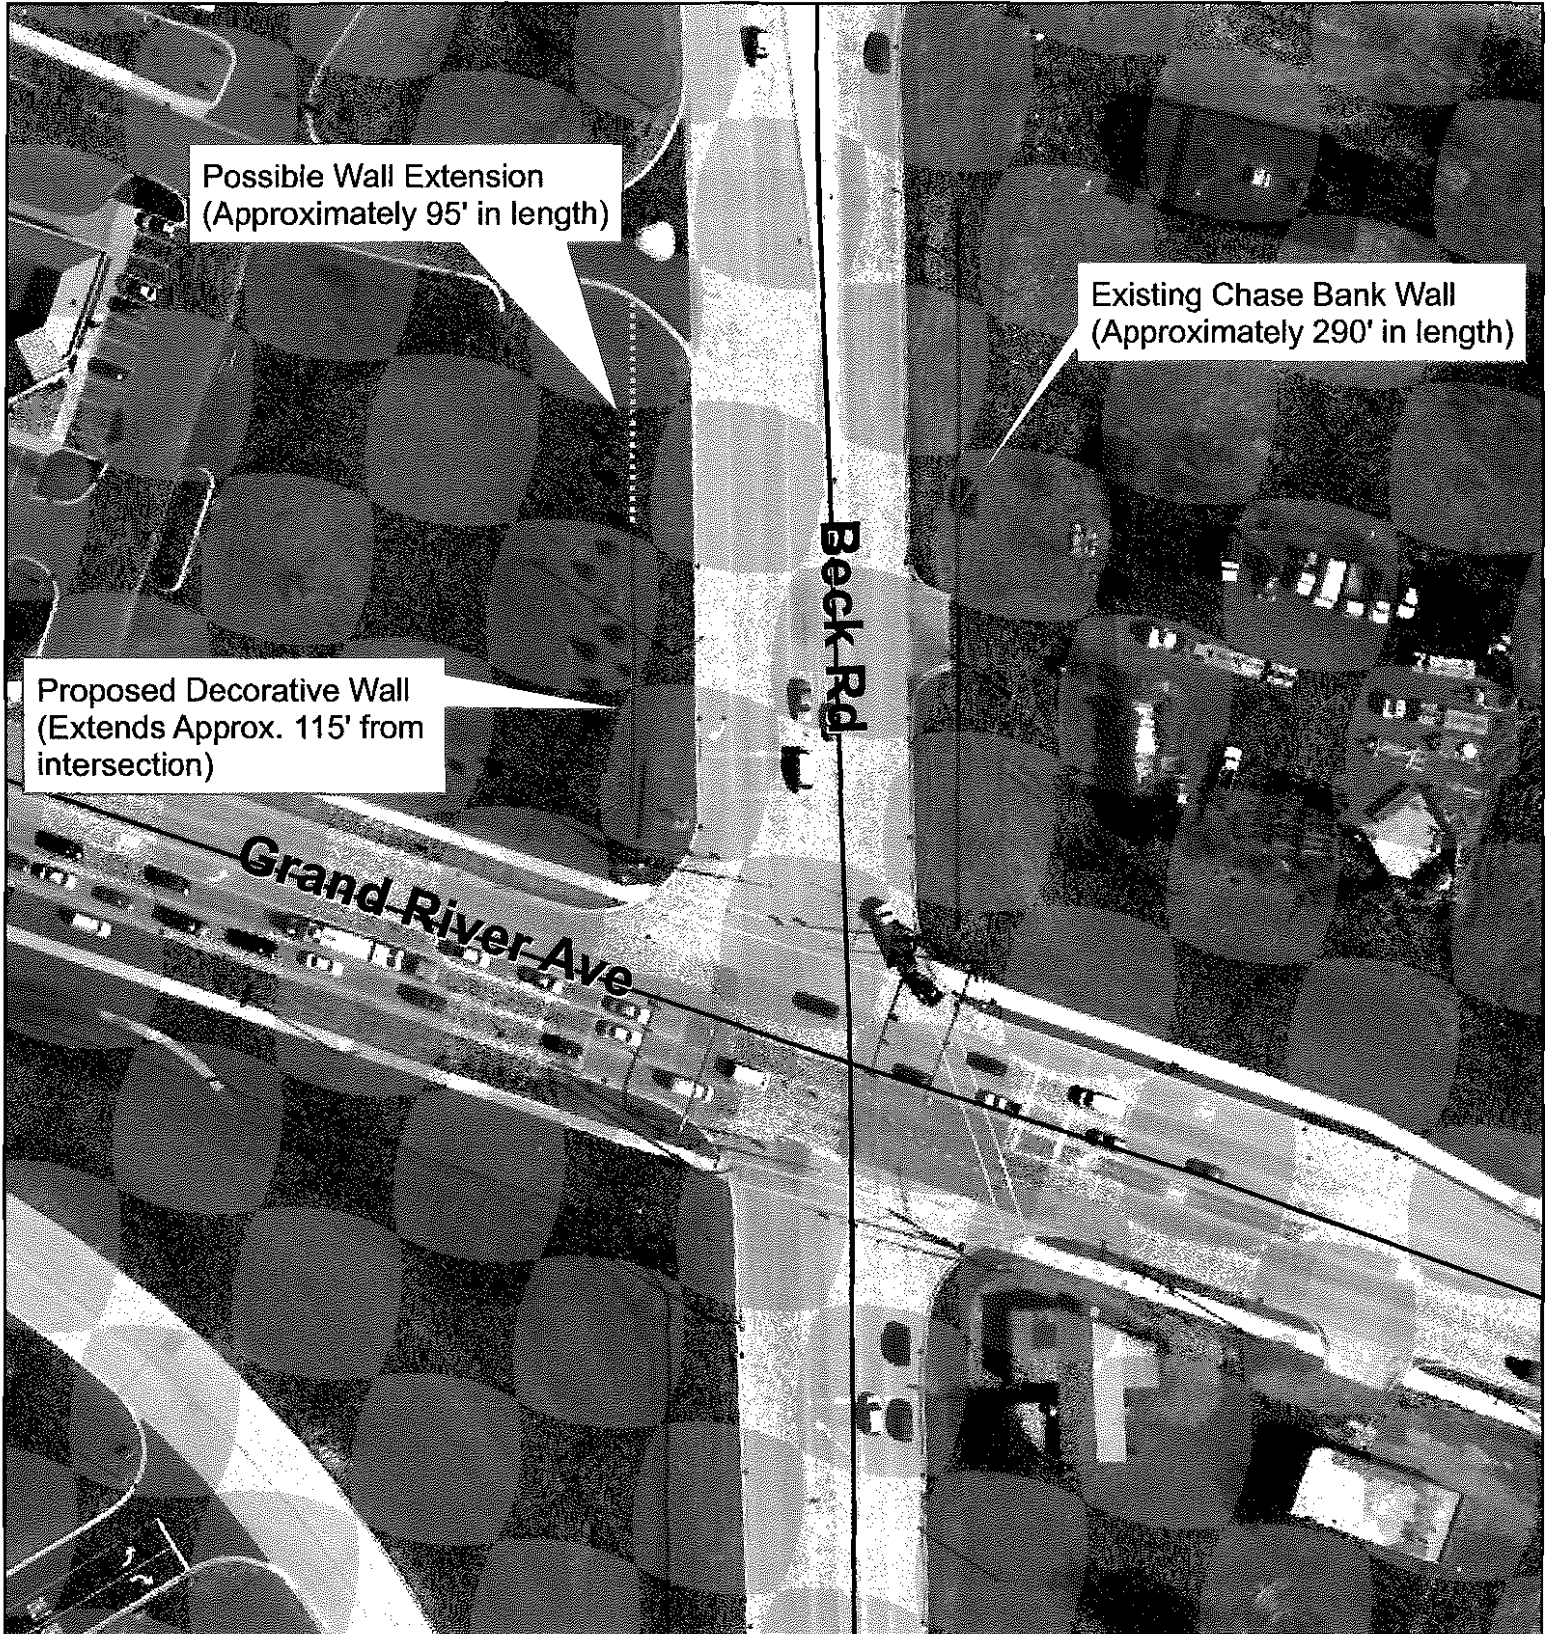 Possible Wall Extension
(Approximately 95' in length)
Existing Chase Bank Wall
(Approximately 290' in length)
Beck Rd
Proposed Decorative Wall
(Extends Approx. 115' from
intersection)
Grand River Ave